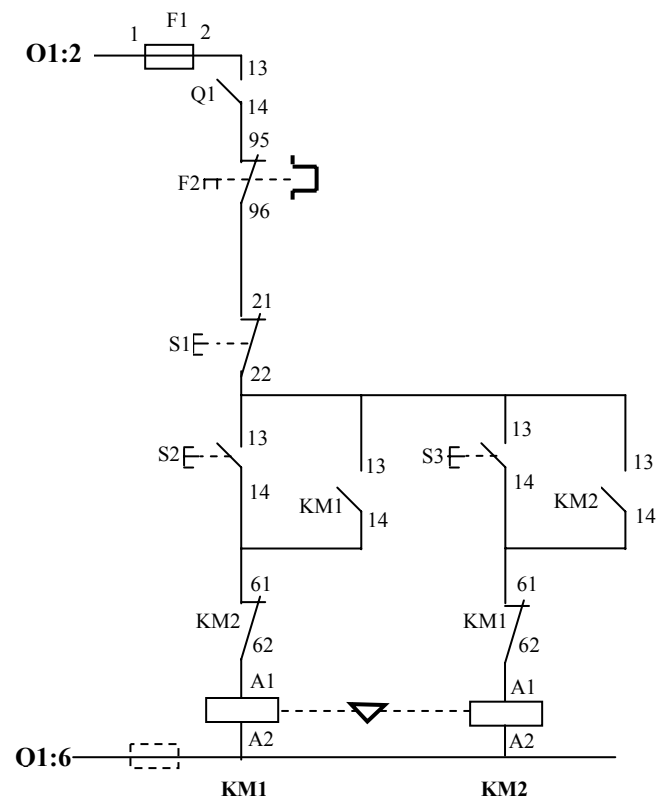 F1
1 2
O1:2
13
Q1
14
95
F2
96
21
S1
22
13 13
S2 13 S3 13
14 14
KM1 14 KM2 14
61 61
KM2 KM1
62 62
A1 A1
A2 A2
O1:6
KM1 KM2